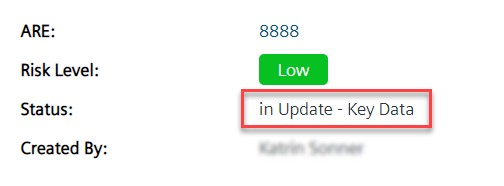 ARE: 8888
Risk Level: Low
Status: in Update - Key Data
Created By: